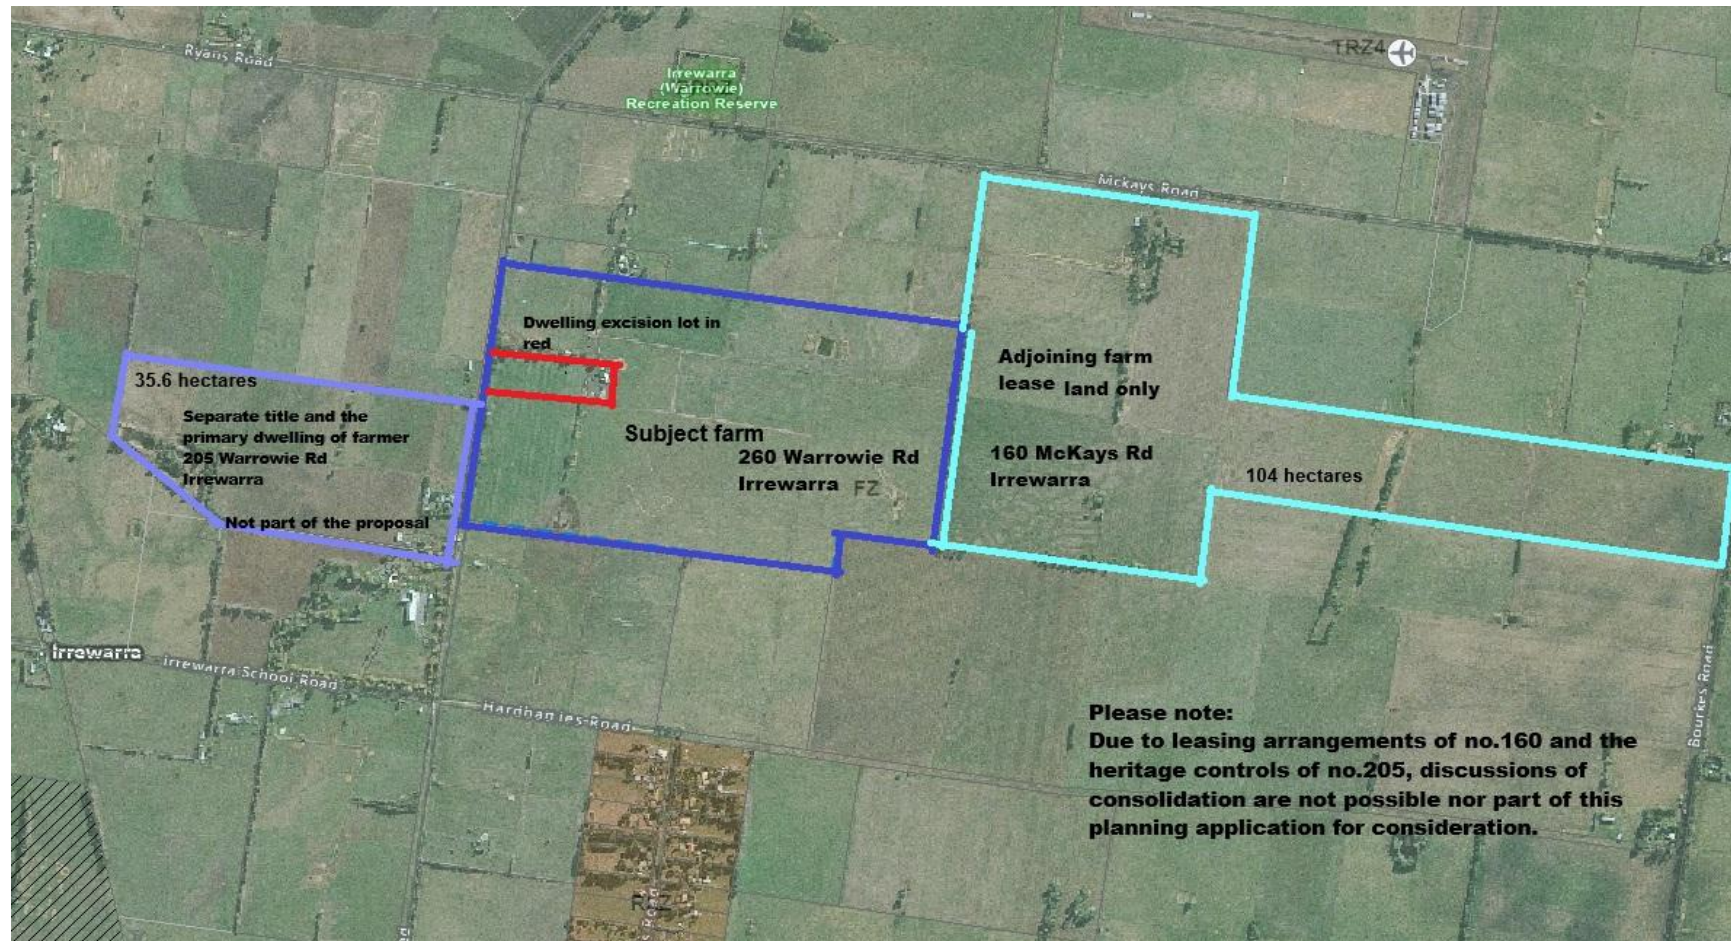 Ryans Road
TRZ4
Irrewarra
(Warrowie)
Recreation Reserve
Mckays Road
Dwelling excision lot in
red
35.6 hectares
Separate title and the
primary dwelling of farmer
205 Warrowie Rd
Irrewarra
Not part of the proposal
Subject farm
260 Warrowie Rd
Irrewarra
FZ
Adjoining farm
lease land only
160 McKays Rd
Irrewarra
104 hectares
Irrewarra
Irrewarra School Road
Road
Bourkes Road
Please note:
Due to leasing arrangements of no.160 and the
heritage controls of no.205, discussions of
consolidation are not possible nor part of this
planning application for consideration.